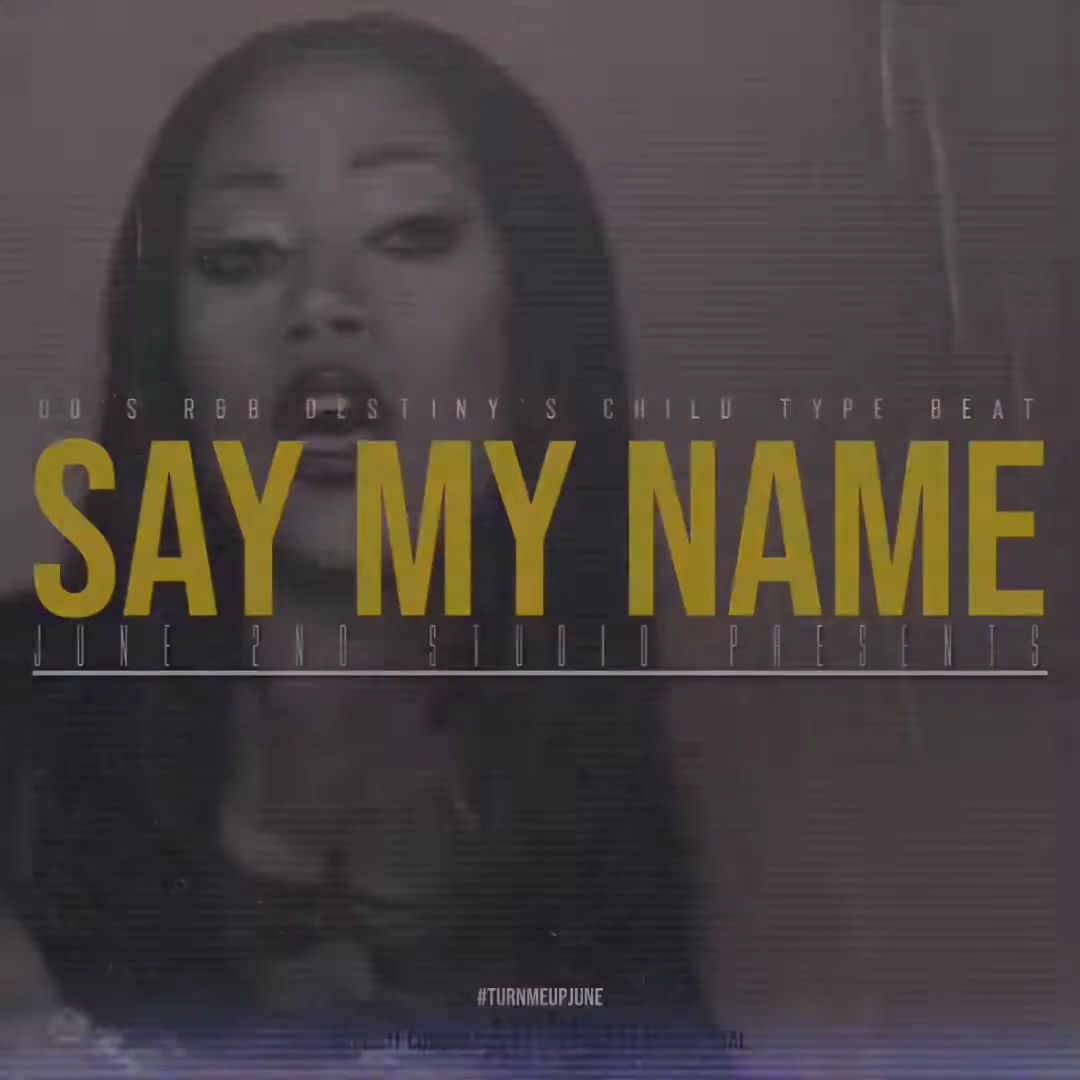 00'S R&B DESTINY'S CHILD TYPE BEAT
SAY MY NAME
JUNE 2ND STUDIO PRESENTS
#TURNMEUPJUNE